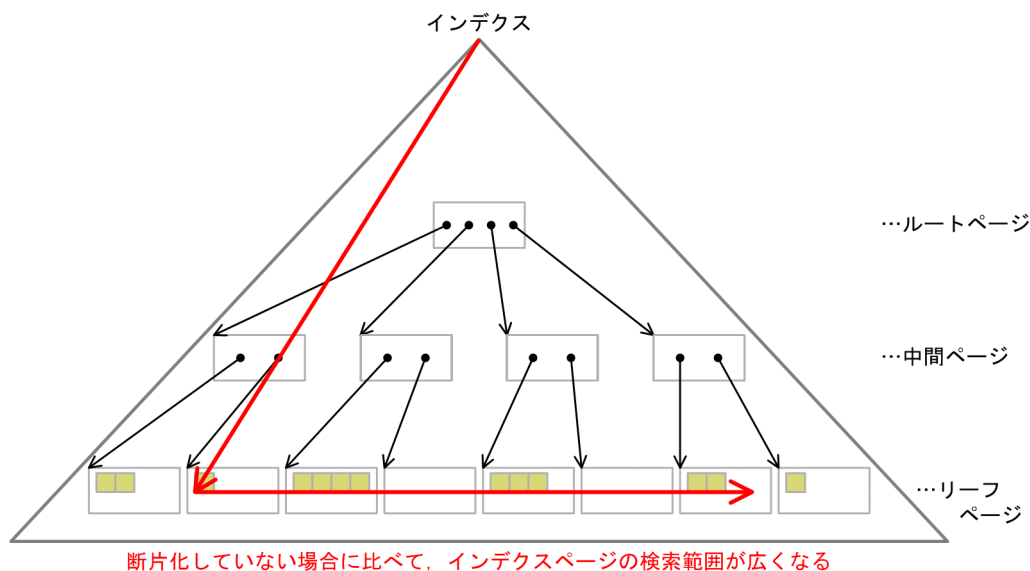 インデクス
…ルートページ
…中間ページ
…リーフ
ページ
断片化していない場合に比べて，インデクスページの検索範囲が広くなる